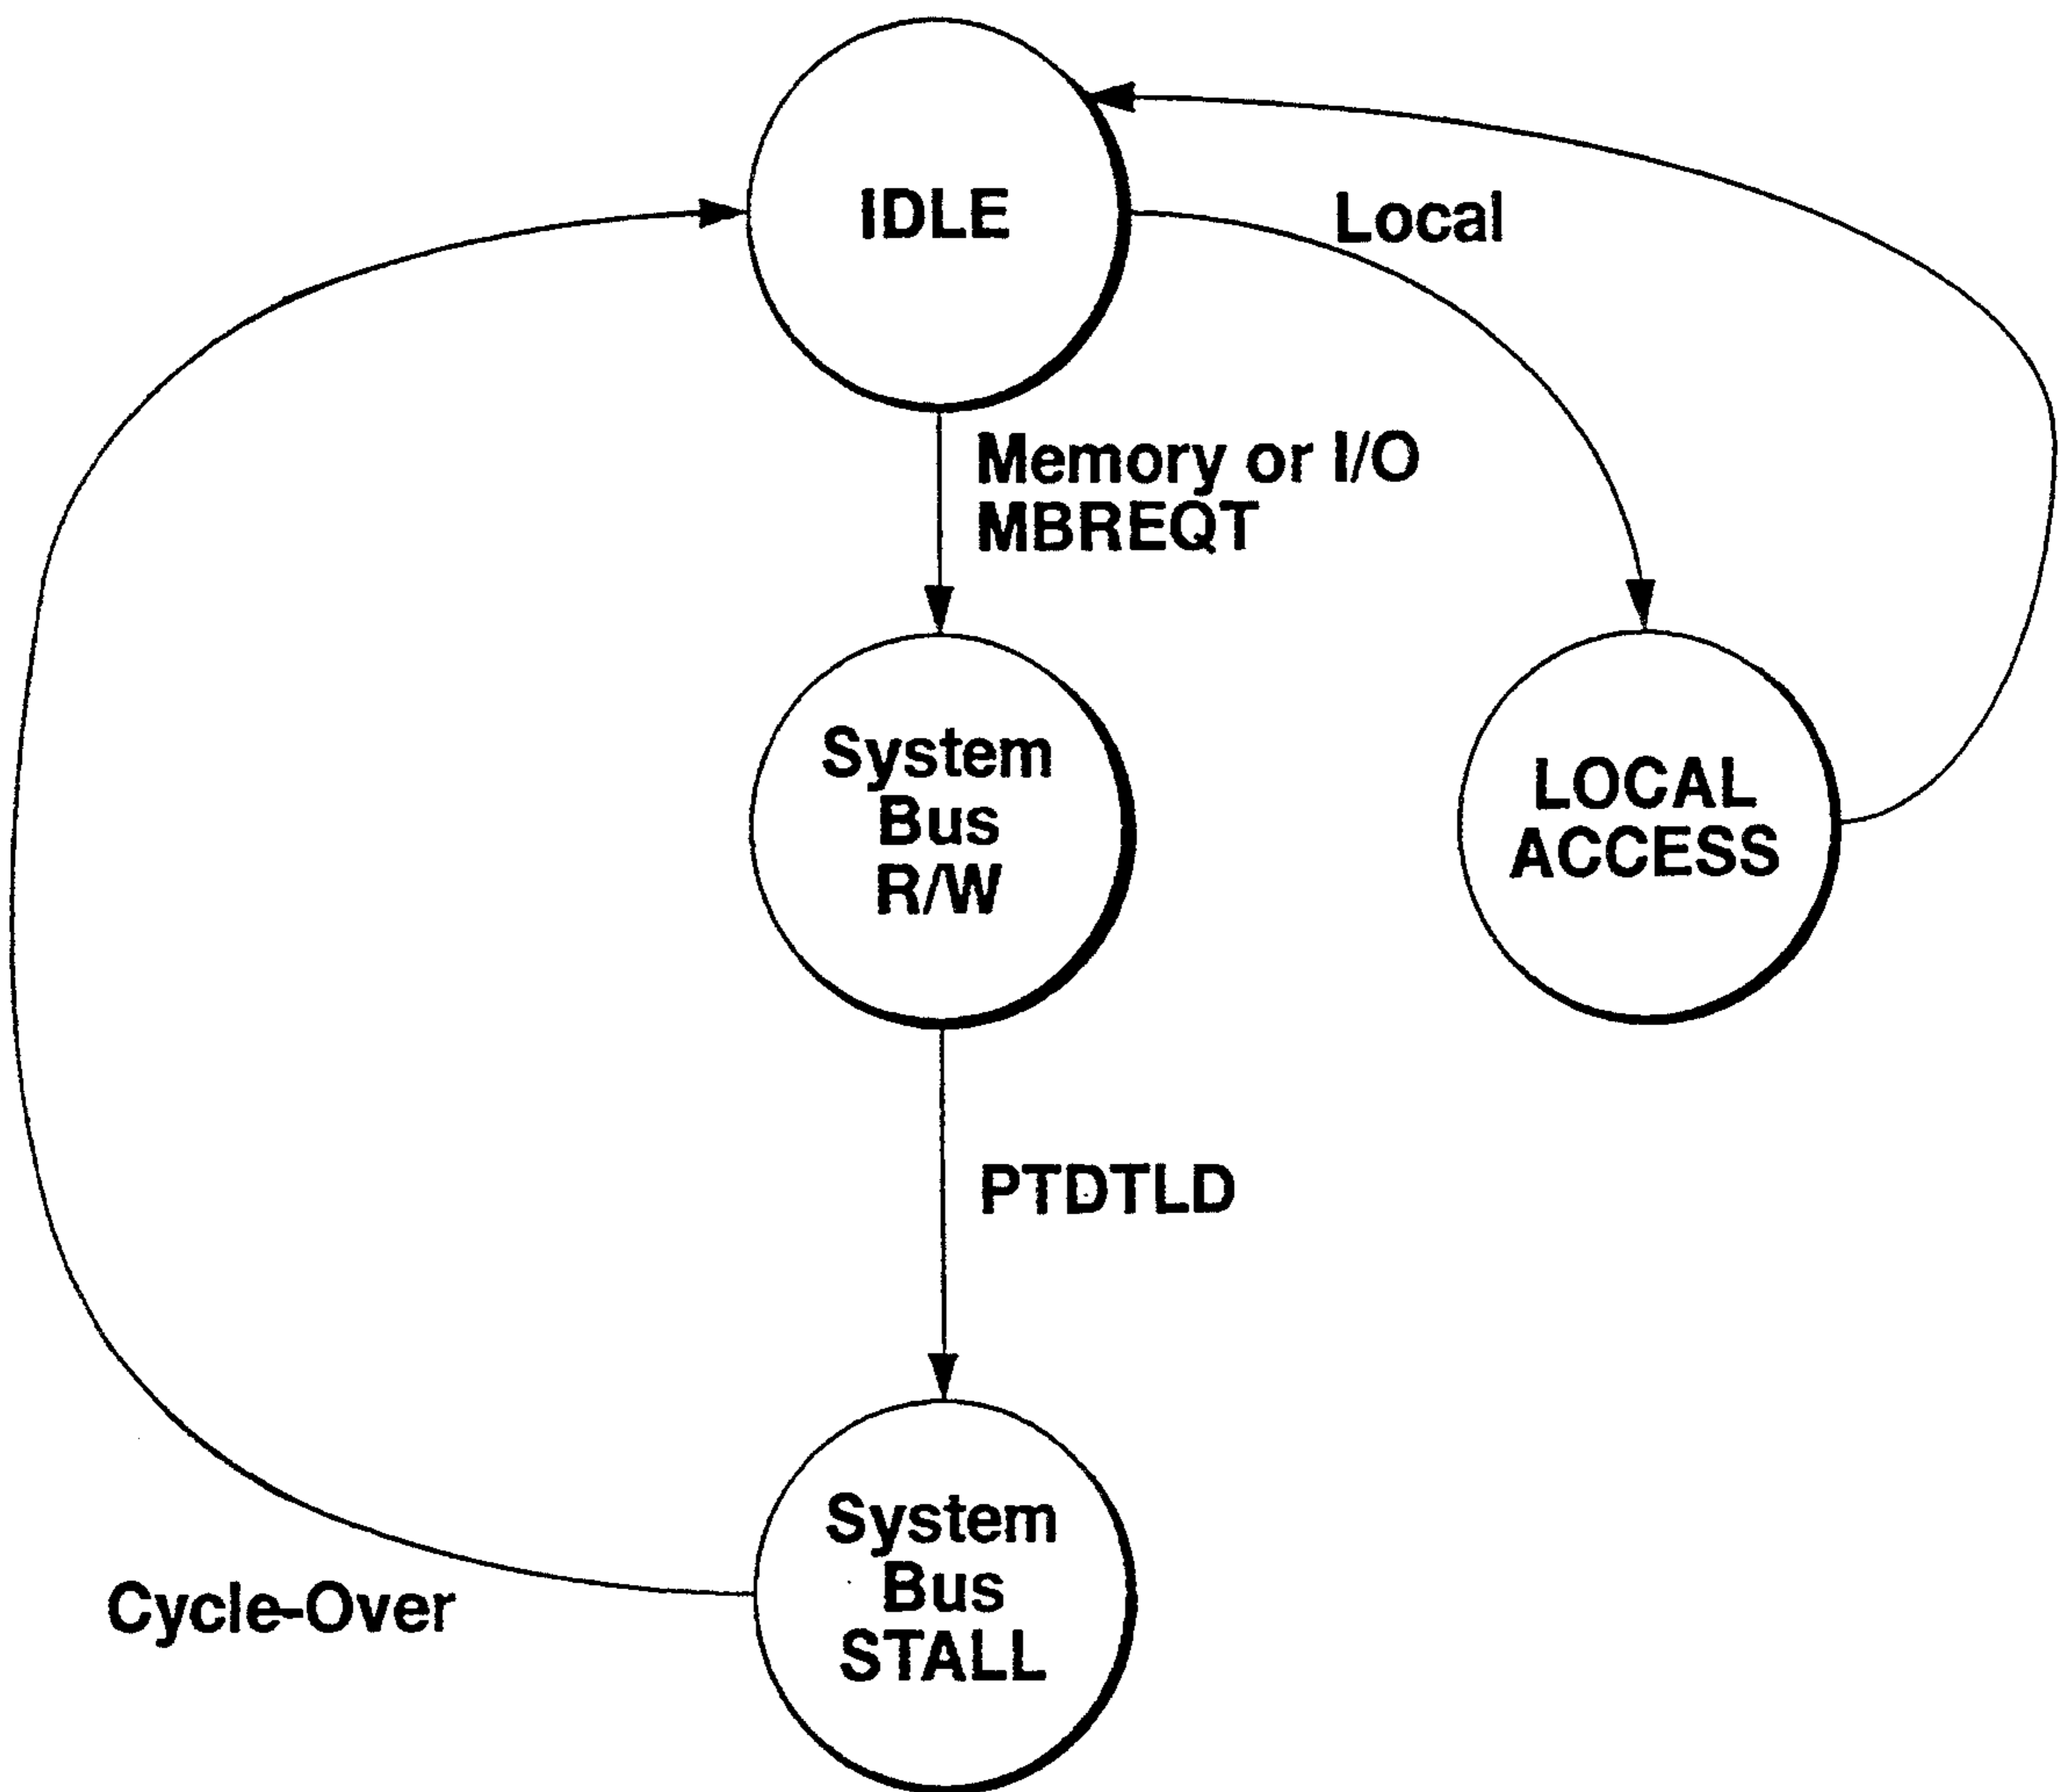 IDLE
Local
Memory or I/O
MBREQT
System
Bus
R/W
LOCAL
ACCESS
PTDTLD
Cycle-Over
System
Bus
STALL